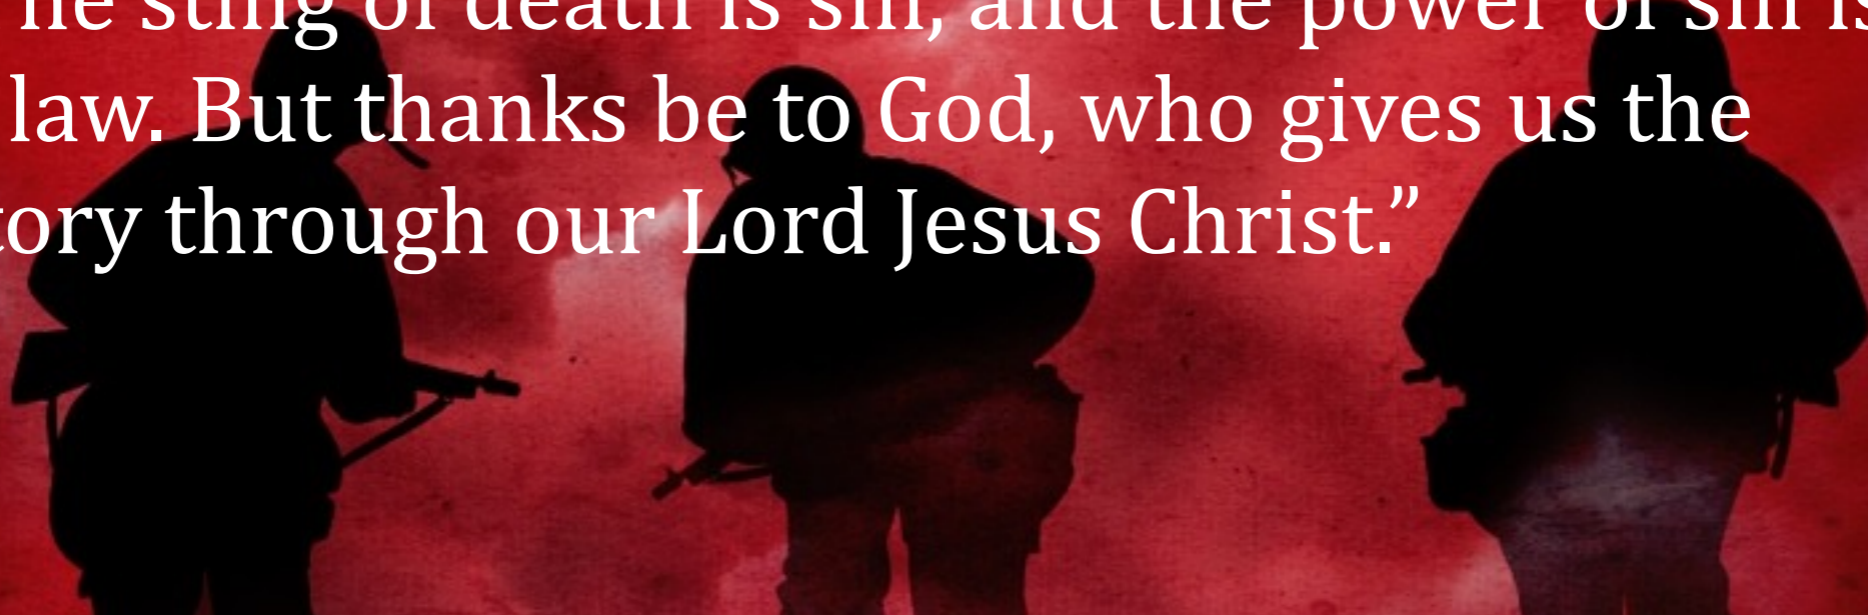 he sting of death is sin, and the power of sin is
law. But thanks be to God, who gives us the
tory through our Lord Jesus Christ.”